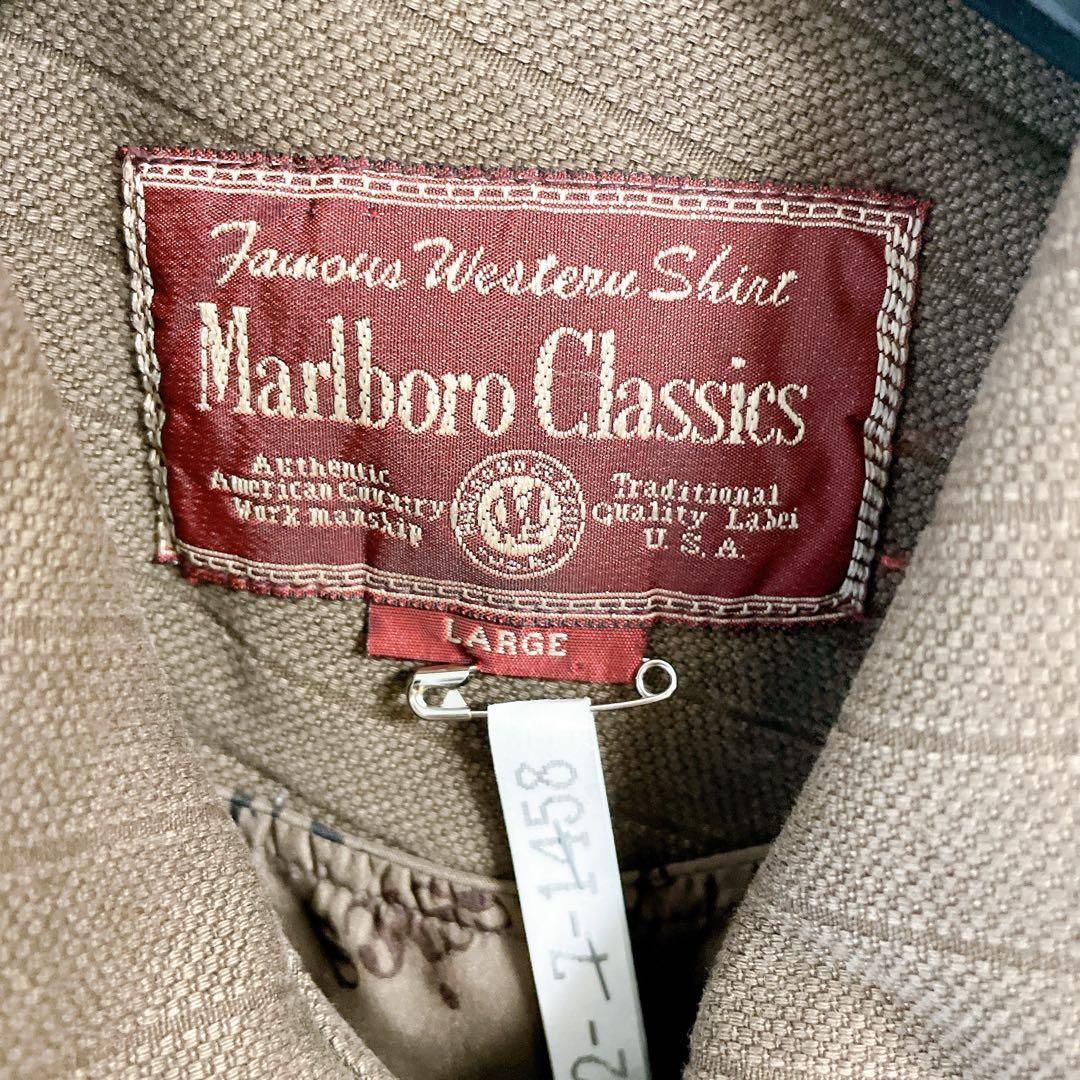 Famous Western Shirt
Marlboro Classics
Authentic
American Country
Workmanship
Traditional
Quality Label
U.S.A.
LARGE
2-7-1458